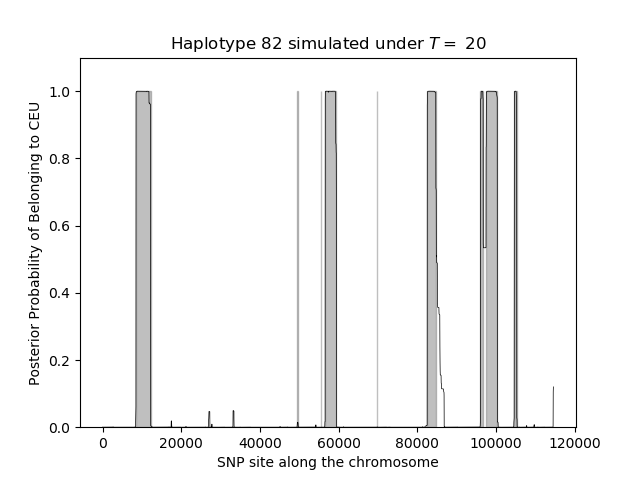 Haplotype 82 simulated under T = 20
Posterior Probability of Belonging to CEU
1.0
0.8
0.6
0.4
0.2
0.0
0 20000 40000 60000 80000 100000 120000
SNP site along the chromosome